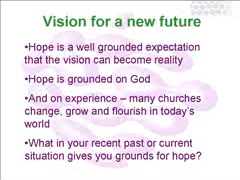 Vision for a new future
•Hope is a well grounded expectation
that the vision can become reality
•Hope is grounded on God
•And on experience – many churches
change, grow and flourish in today's
world
•What in your recent past or current
situation gives you grounds for hope?